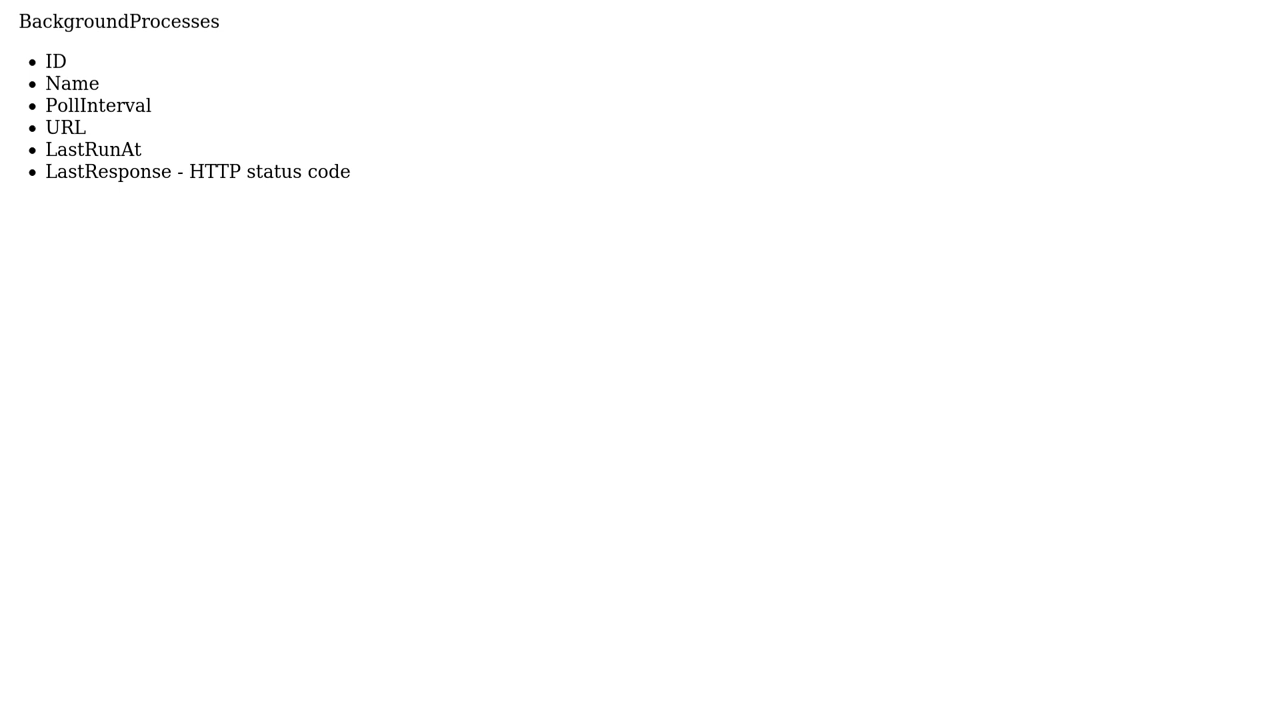 BackgroundProcesses
• ID
• Name
• PollInterval
• URL
• LastRunAt
• LastResponse - HTTP status code